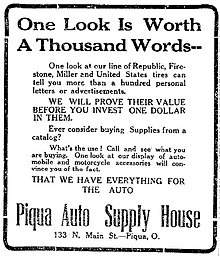 One Look Is Worth
A Thousand Words--
One look at our line of Republic, Fire-
stone, Miller and United States tires can
tell you more than a hundred personal
letters or advertisements.
WE WILL PROVE THEIR VALUE
BEFORE YOU INVEST ONE DOLLAR
IN THEM.
Ever consider buying Supplies from a
catalog?
What's the use! Call and see what you
are buying. One look at our display of auto-
mobile and motorcycle accessories will con-
vince you of the fact.
THAT WE HAVE EVERYTHING FOR
THE AUTO
Piqua Auto Supply House
133 N. Main St.—Piqua, O.